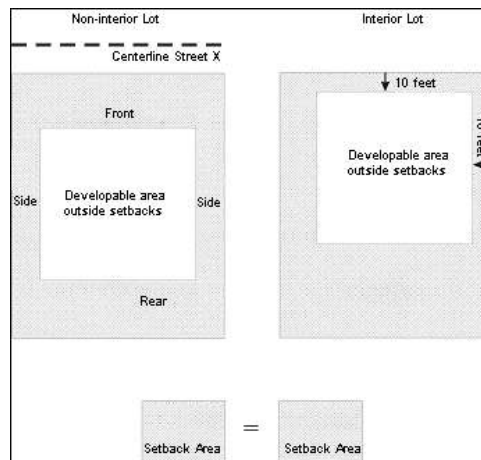 Non-interior Lot
Interior Lot
Centerline Street X
10 feet
Front
10 feet
Side
Developable area
outside setbacks
Side
Developable area
outside setbacks
Rear
=
Setback Area
Setback Area